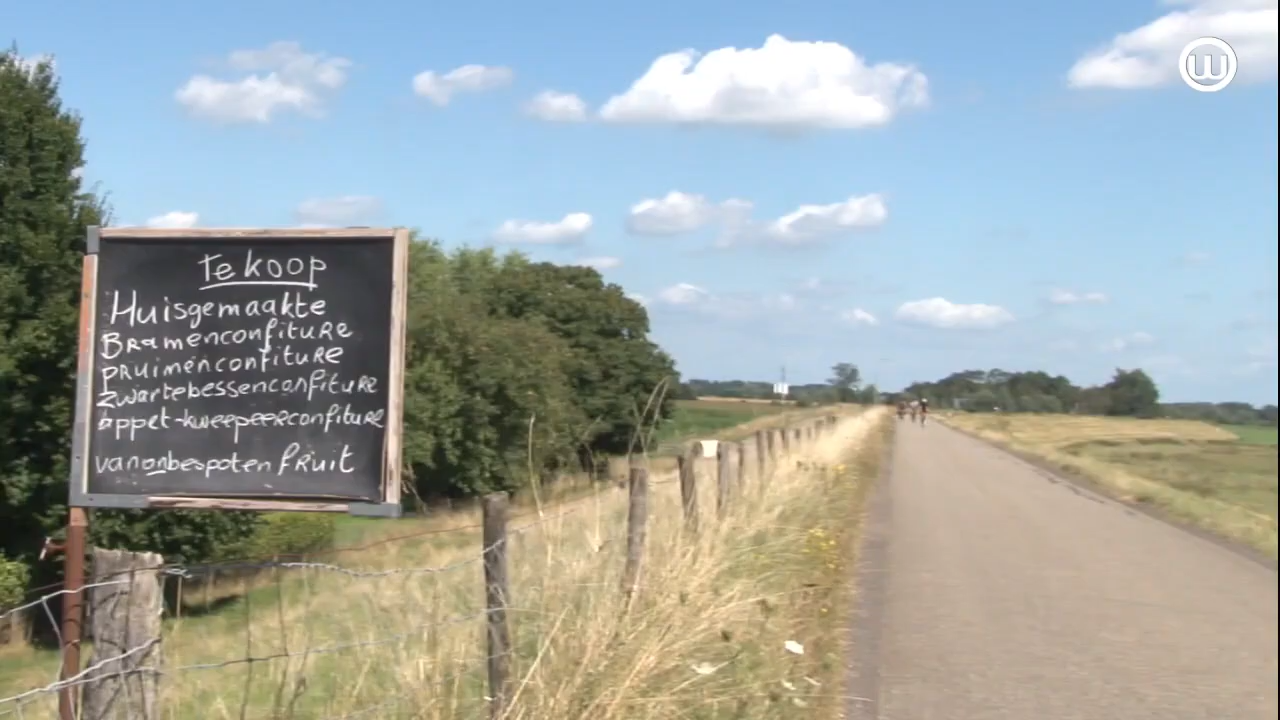 Te koop
Huisgemaakte
Bramenconfiture
pruimenconfiture
zwartebessenconfiture
appel-kweepeerconfiture
van onbespoten fruit
W